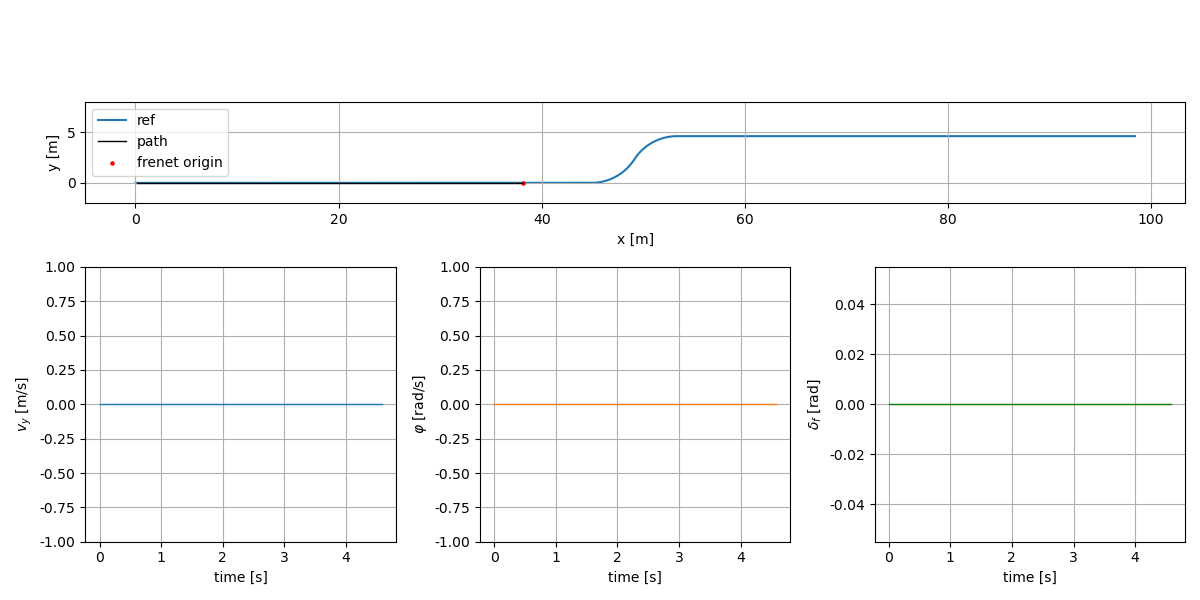 5
0
y [m]
ref
path
frenet origin
0 20 40 60 80 100
x [m]
1.00
0.75
0.50
0.25
0.00
-0.25
-0.50
-0.75
-1.00
v_y [m/s]
0 1 2 3 4
time [s]
1.00
0.75
0.50
0.25
0.00
-0.25
-0.50
-0.75
-1.00
φ [rad/s]
0 1 2 3 4
time [s]
0.04
0.02
0.00
-0.02
-0.04
δ_f [rad]
0 1 2 3 4
time [s]